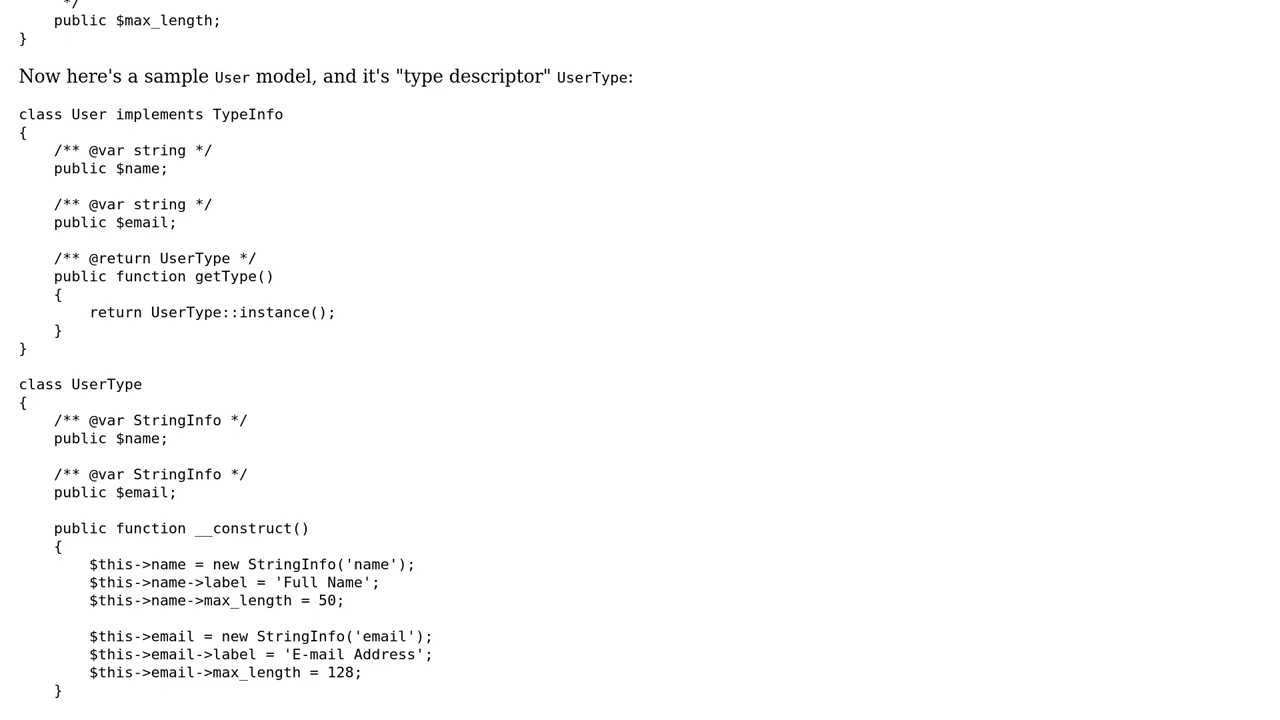 */
    public $max_length;
}
Now here's a sample User model, and it's "type descriptor" UserType:
class User implements TypeInfo
{
    /** @var string */
    public $name;

    /** @var string */
    public $email;

    /** @return UserType */
    public function getType()
    {
        return UserType::instance();
    }
}

class UserType
{
    /** @var StringInfo */
    public $name;

    /** @var StringInfo */
    public $email;

    public function __construct()
    {
        $this->name = new StringInfo('name');
        $this->name->label = 'Full Name';
        $this->name->max_length = 50;

        $this->email = new StringInfo('email');
        $this->email->label = 'E-mail Address';
        $this->email->max_length = 128;
    }